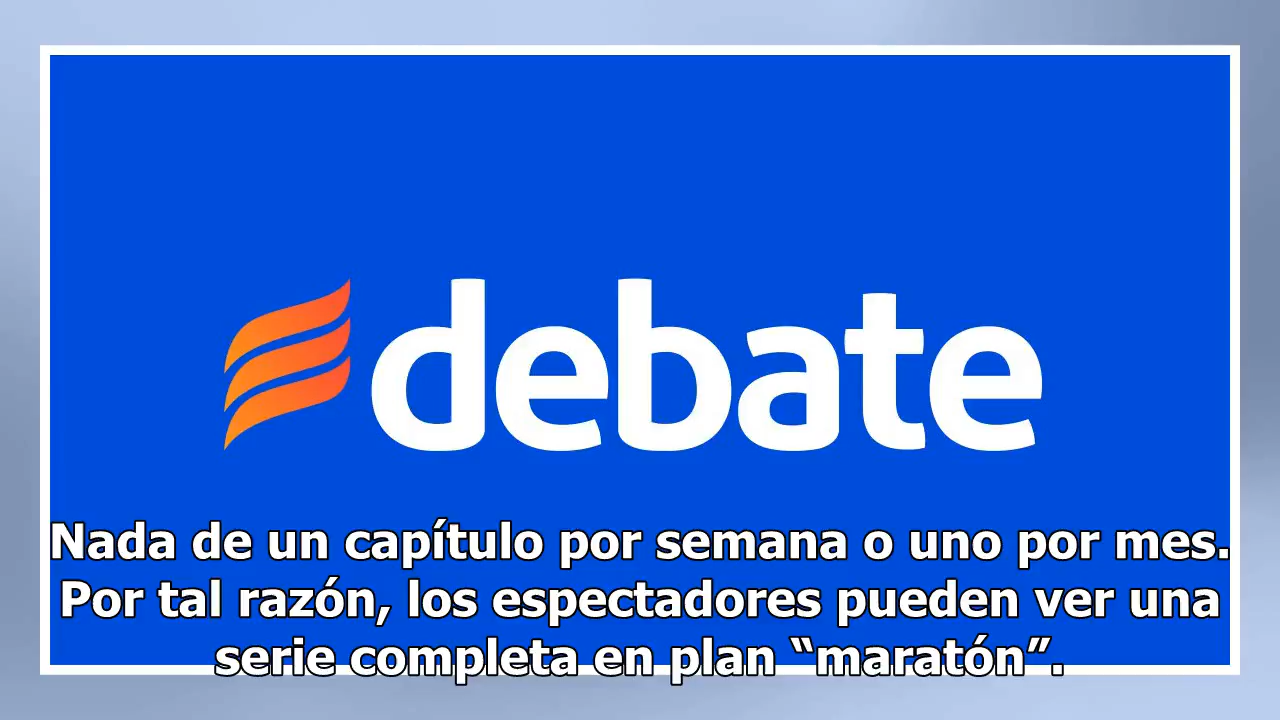 debate
Nada de un capítulo por semana o uno por mes.
Por tal razón, los espectadores pueden ver una
serie completa en plan “maratón”.